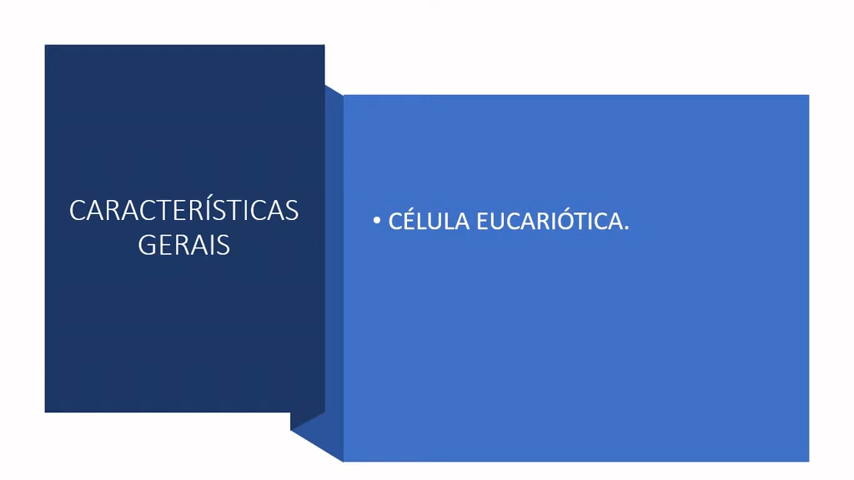 CARACTERÍSTICAS
GERAIS
• CÉLULA EUCARIÓTICA.